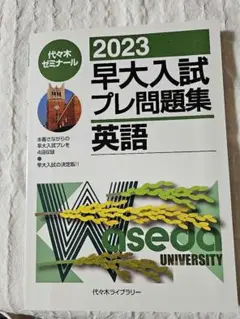 代々木
ゼミナール
2023
早大入試
プレ問題集
英語
本番さながらの
早大入試プレを
4回収録
早大入試の決定版!!
Waseda
UNIVERSITY
代々木ライブラリー